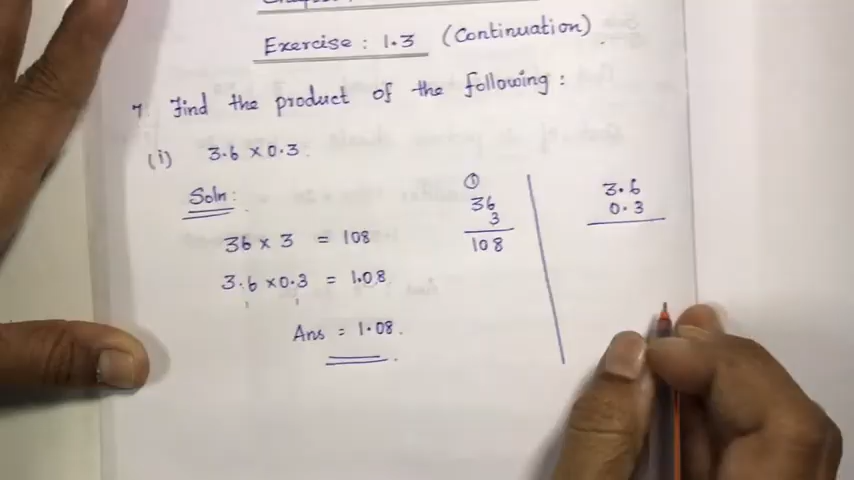 Exercise : 1.3 (Continuation)
7 Find the product of the following :
(i) 3.6 × 0.3
Soln :
36 × 3 = 108
3.6 × 0.3 = 1.08
Ans = 1.08.
1
36
3
108
3.6
0.3